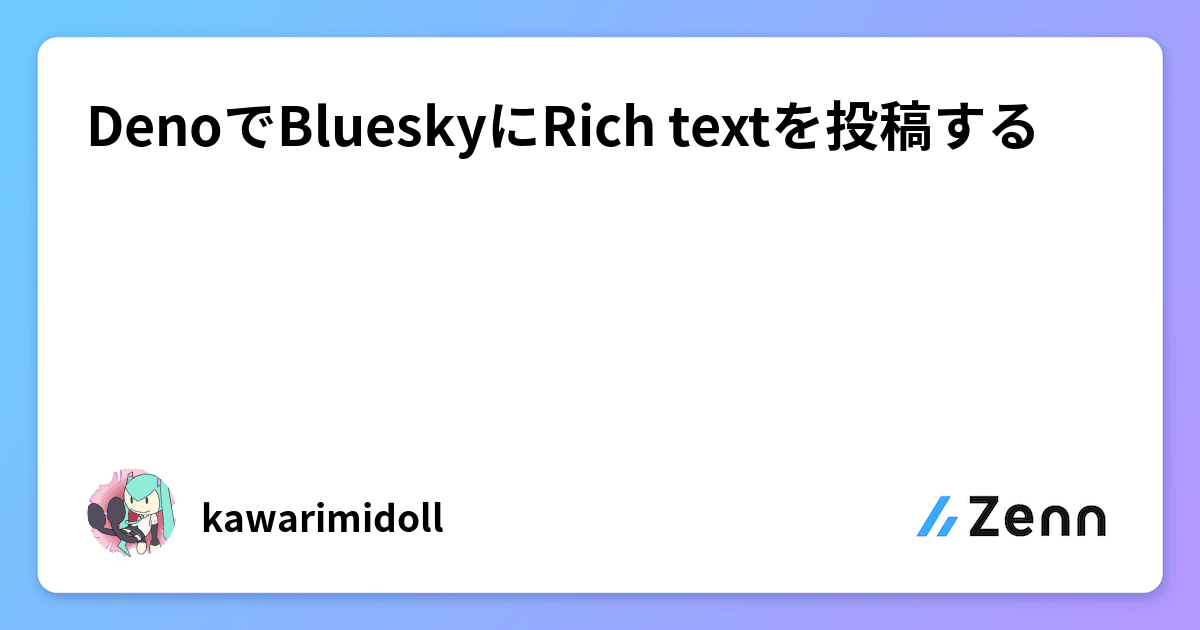 DenoでBlueskyにRich textを投稿する
kawarimidoll
Zenn